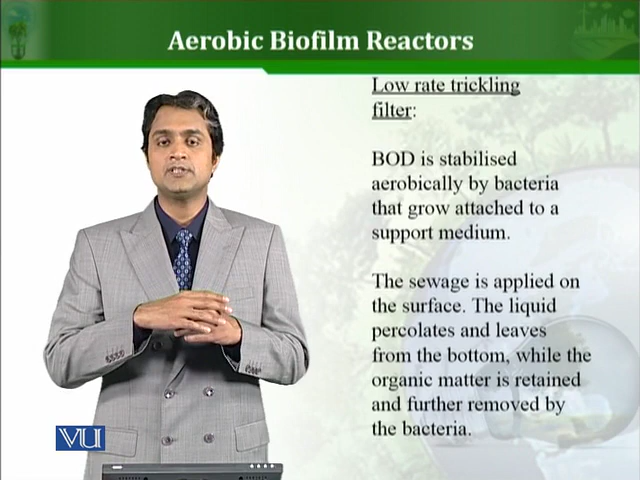 Aerobic Biofilm Reactors
Low rate trickling
filter:
BOD is stabilised
aerobically by bacteria
that grow attached to a
support medium.
The sewage is applied on
the surface. The liquid
percolates and leaves
from the bottom, while the
organic matter is retained
and further removed by
the bacteria.
VU